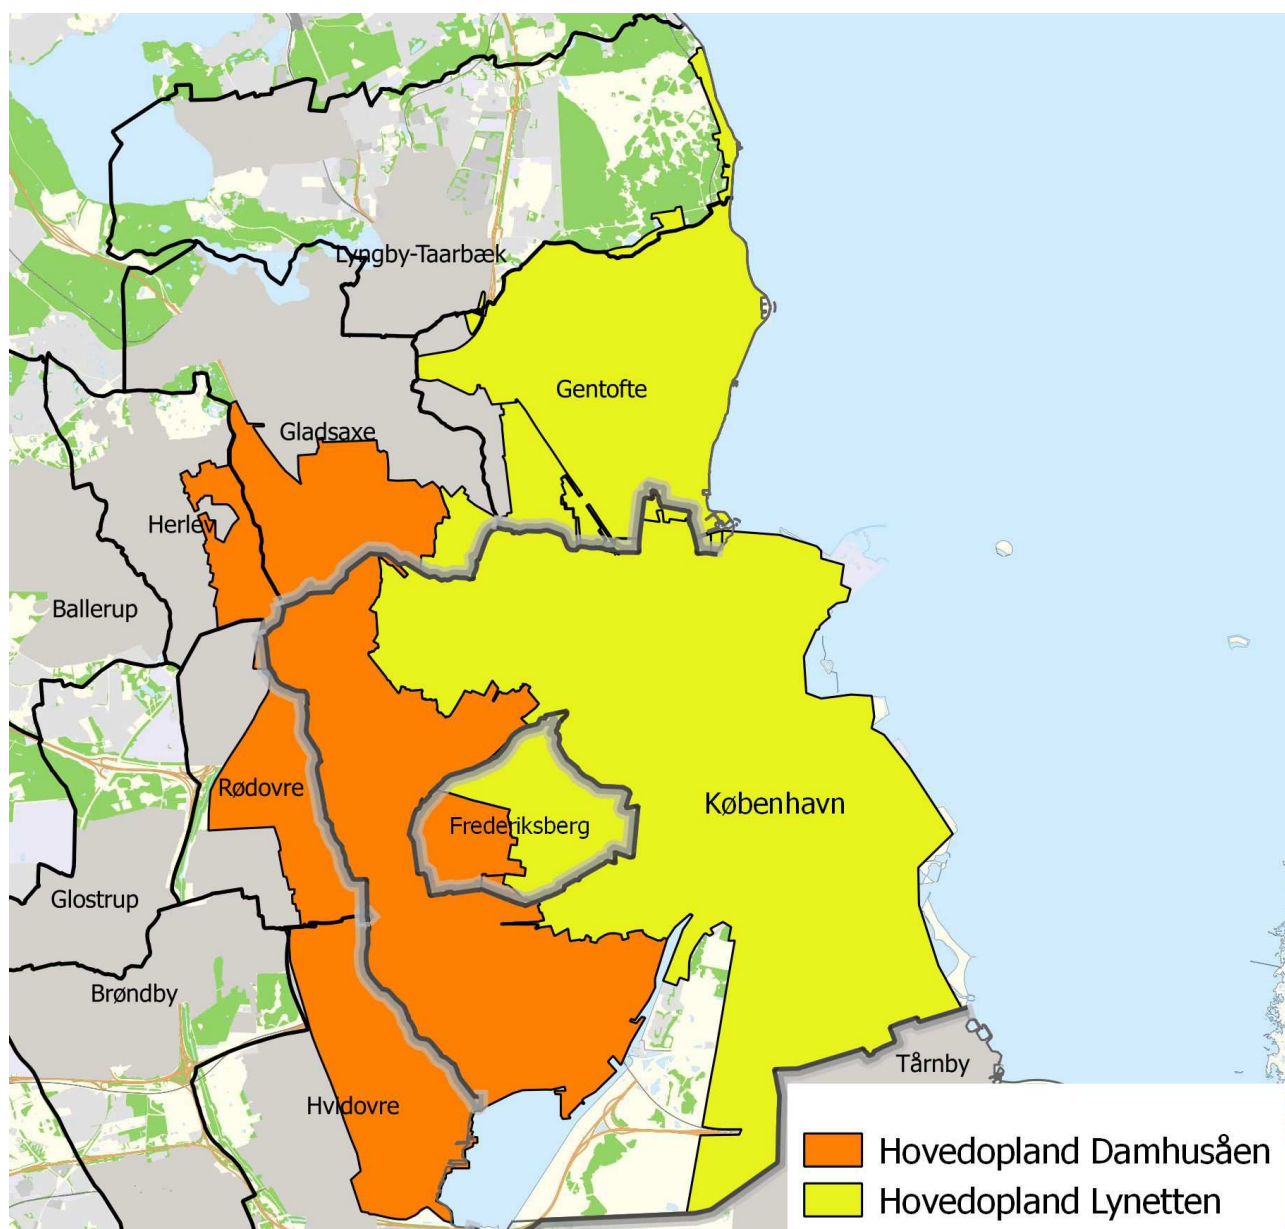 Lyngby-Taarbæk
Gentofte
Gladsaxe
Herlev
Ballerup
Rødovre
København
Frederiksberg
Glostrup
Brøndby
Tårnby
Hvidovre
Hovedopland Damhusåen
Hovedopland Lynetten